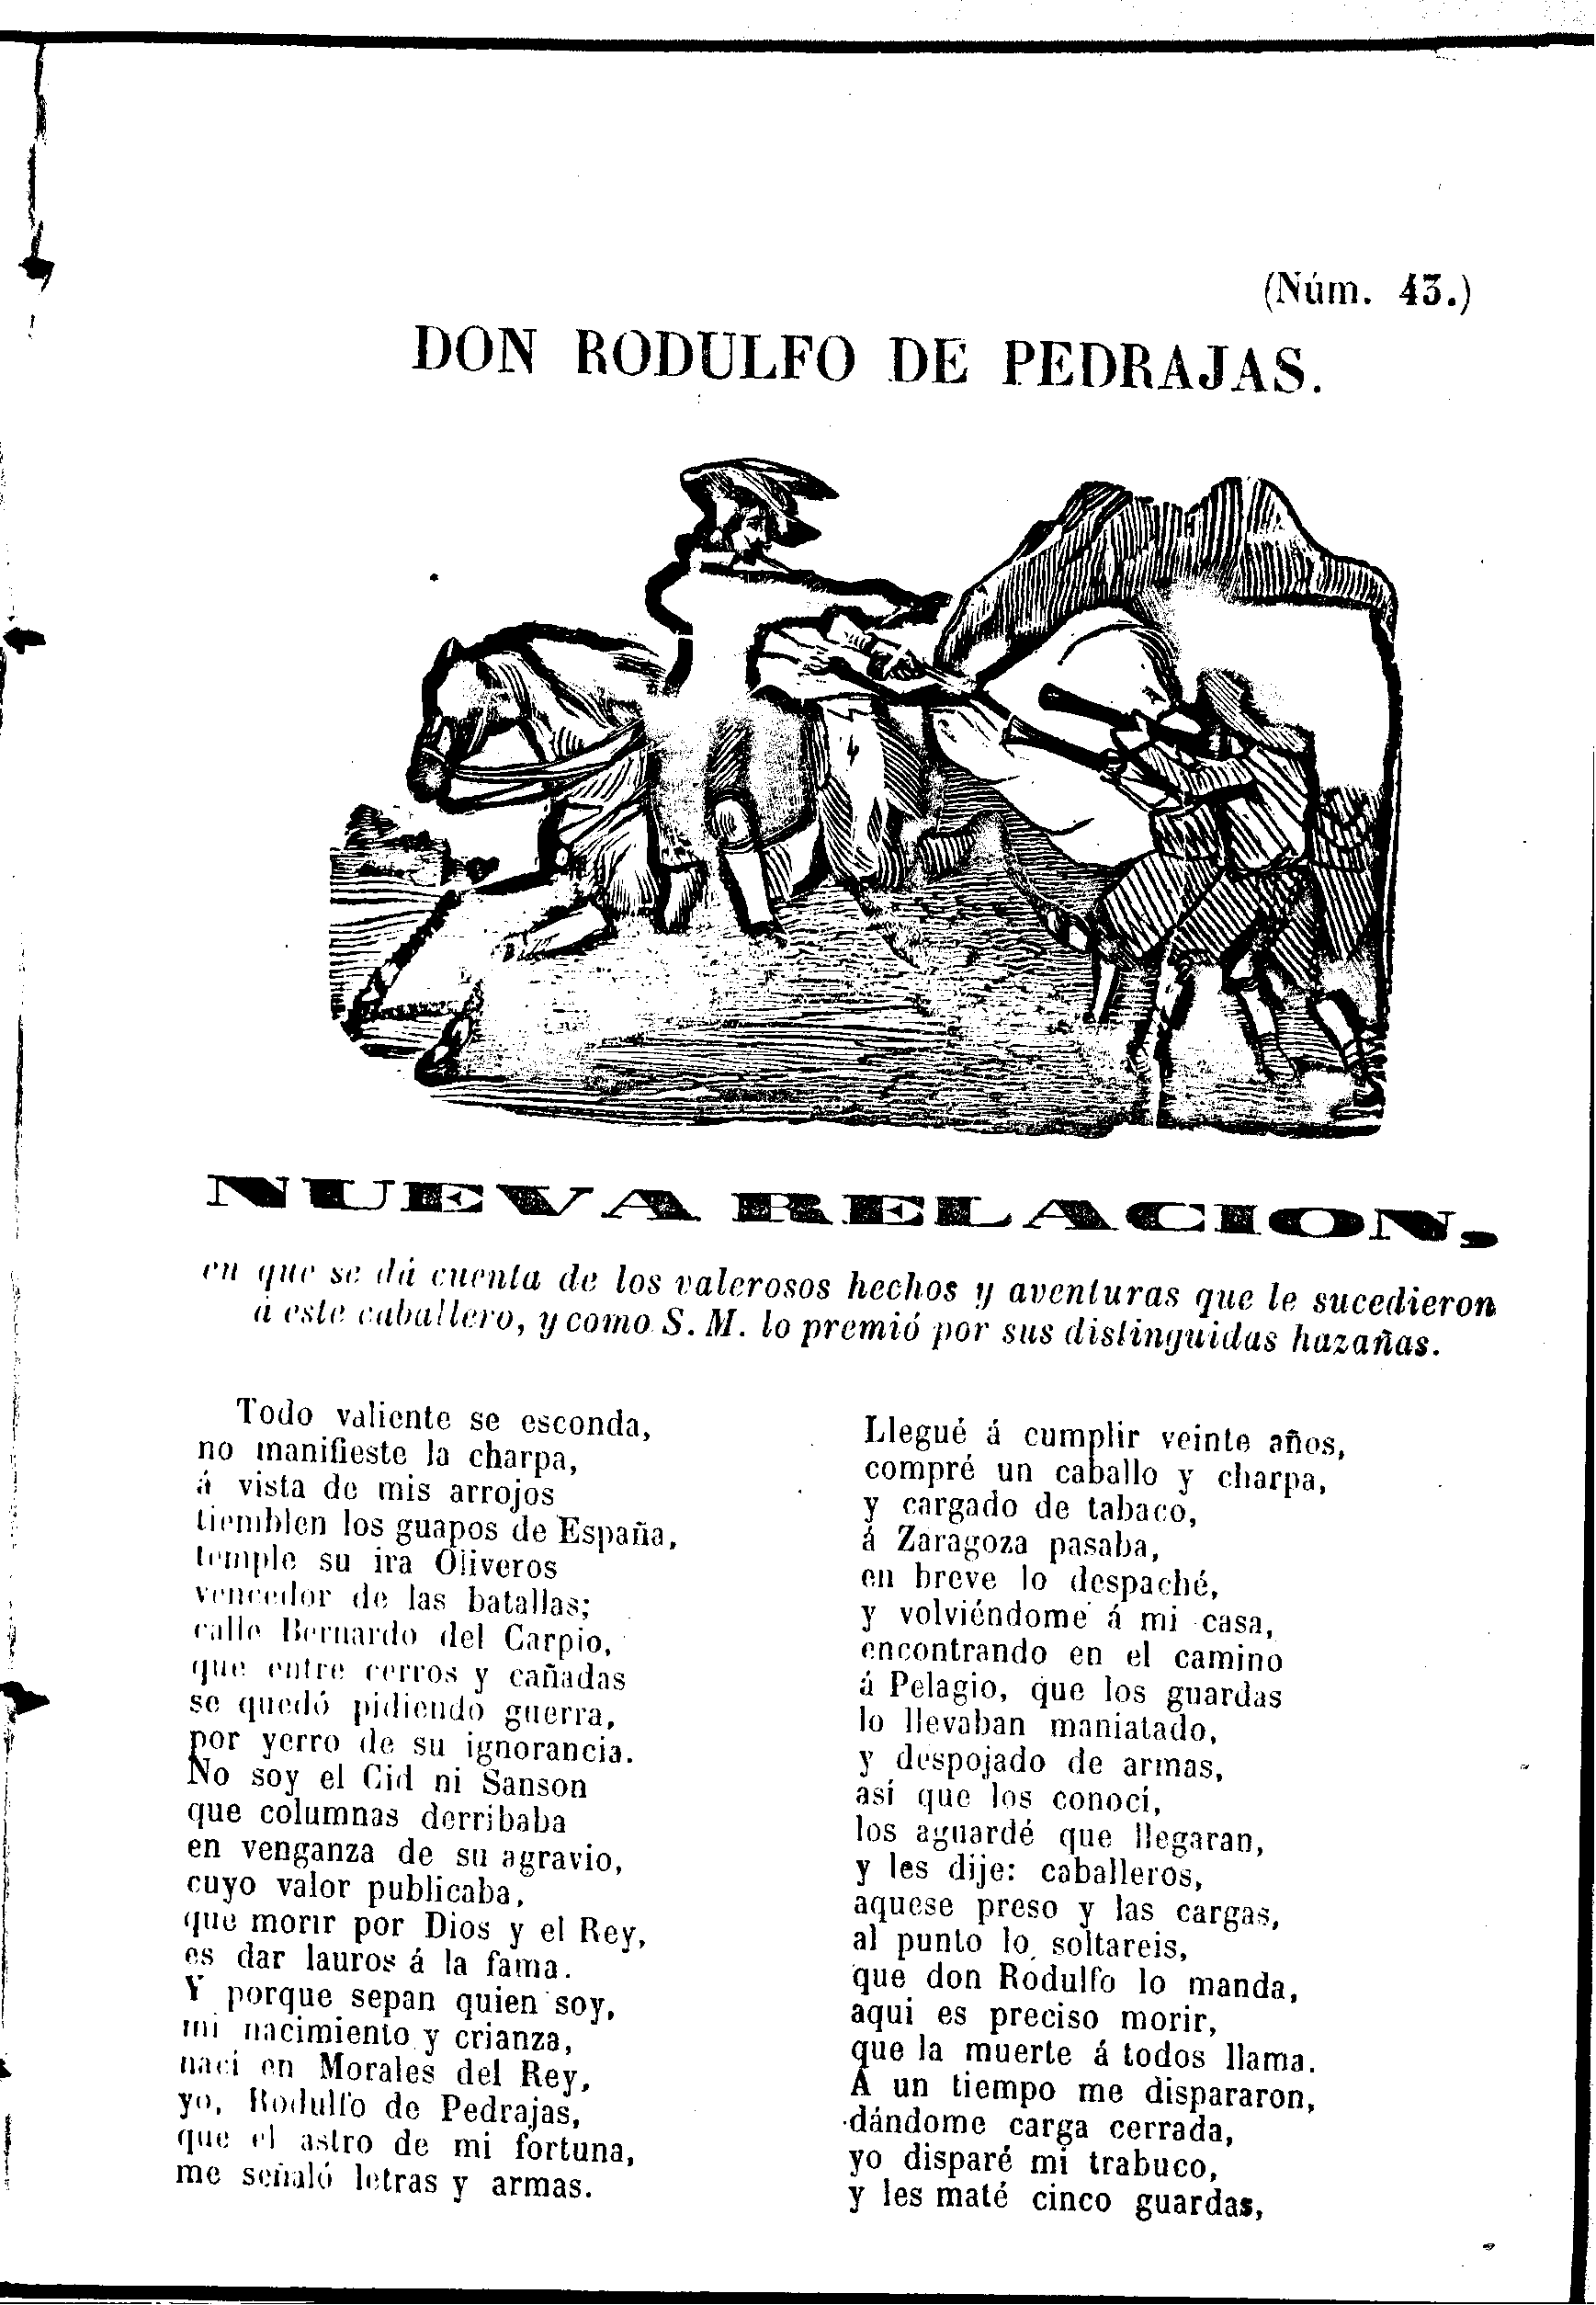 (Núm. 43.)
DON RODULFO DE PEDRAJAS.
NUEVA RELACION,
en que se dá cuenta de los valerosos hechos y aventuras que le sucedieron
á este caballero, y como S. M. lo premió por sus distinguidas hazañas.
Todo valiente se esconda,
no manifieste la charpa,
á vista de mis arrojos
tiemblen los guapos de España,
temple su ira Oliveros
vencedor de las batallas;
calle Bernardo del Carpio,
que entre cerros y cañadas
se quedó pidiendo guerra,
por yerro de su ignorancia.
No soy el Cid ni Sanson
que columnas derribaba
en venganza de su agravio,
cuyo valor publicaba,
que morir por Dios y el Rey,
es dar lauros á la fama.
Y porque sepan quien soy,
mi nacimiento y crianza,
nací en Morales del Rey,
yo, Rodulfo de Pedrajas,
que el astro de mi fortuna,
me señaló letras y armas.
Llegué á cumplir veinte años,
compré un caballo y charpa,
y cargado de tabaco,
á Zaragoza pasaba,
en breve lo despaché,
y volviéndome á mi casa,
encontrando en el camino
á Pelagio, que los guardas
lo llevaban maniatado,
y despojado de armas,
así que los conocí,
los aguardé que llegaran,
y les dije: caballeros,
aquese preso y las cargas,
al punto lo soltareis,
que don Rodulfo lo manda,
aqui es preciso morir,
que la muerte á todos llama.
A un tiempo me dispararon,
dándome carga cerrada,
yo disparé mi trabuco,
y les maté cinco guardas,